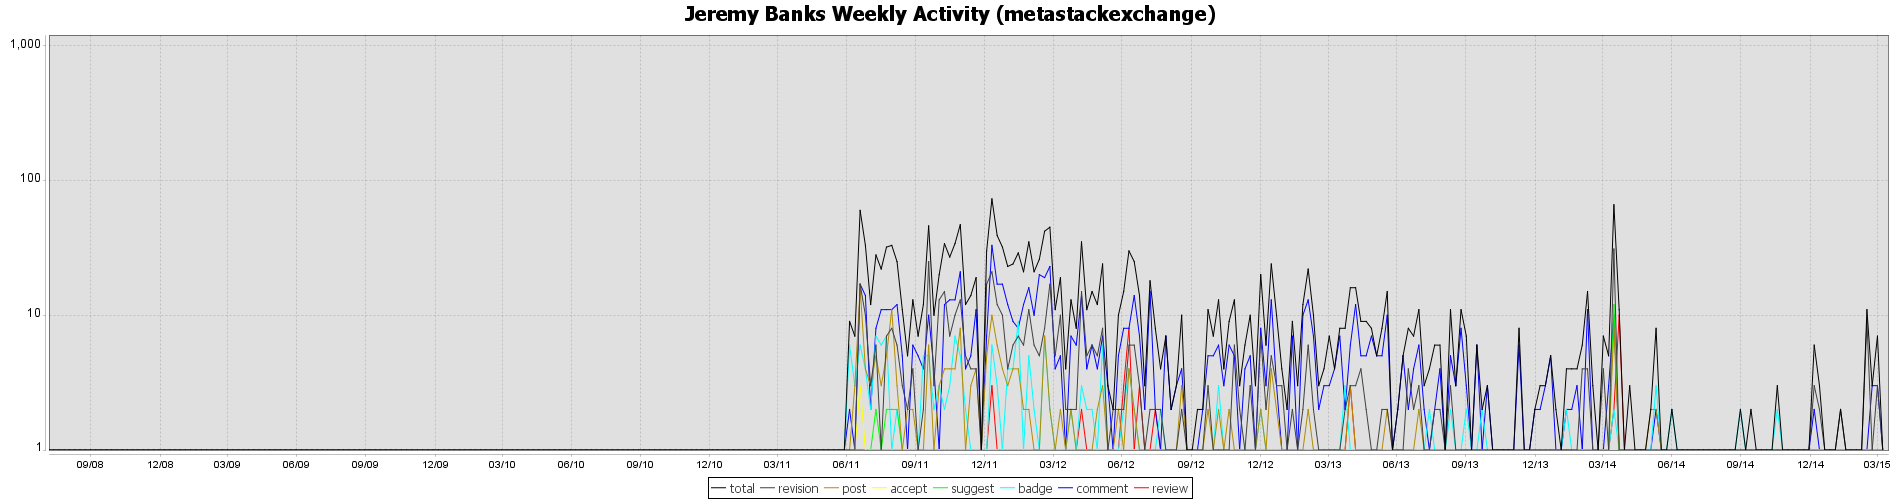 Jeremy Banks Weekly Activity (metastackexchange)
1,000
100
10
1
09/08 12/08 03/09 06/09 09/09 12/09 03/10 06/10 09/10 12/10 03/11 06/11 09/11 12/11 03/12 06/12 09/12 12/12 03/13 06/13 09/13 12/13 03/14 06/14 09/14 12/14 03/15
total revision post accept suggest badge comment review